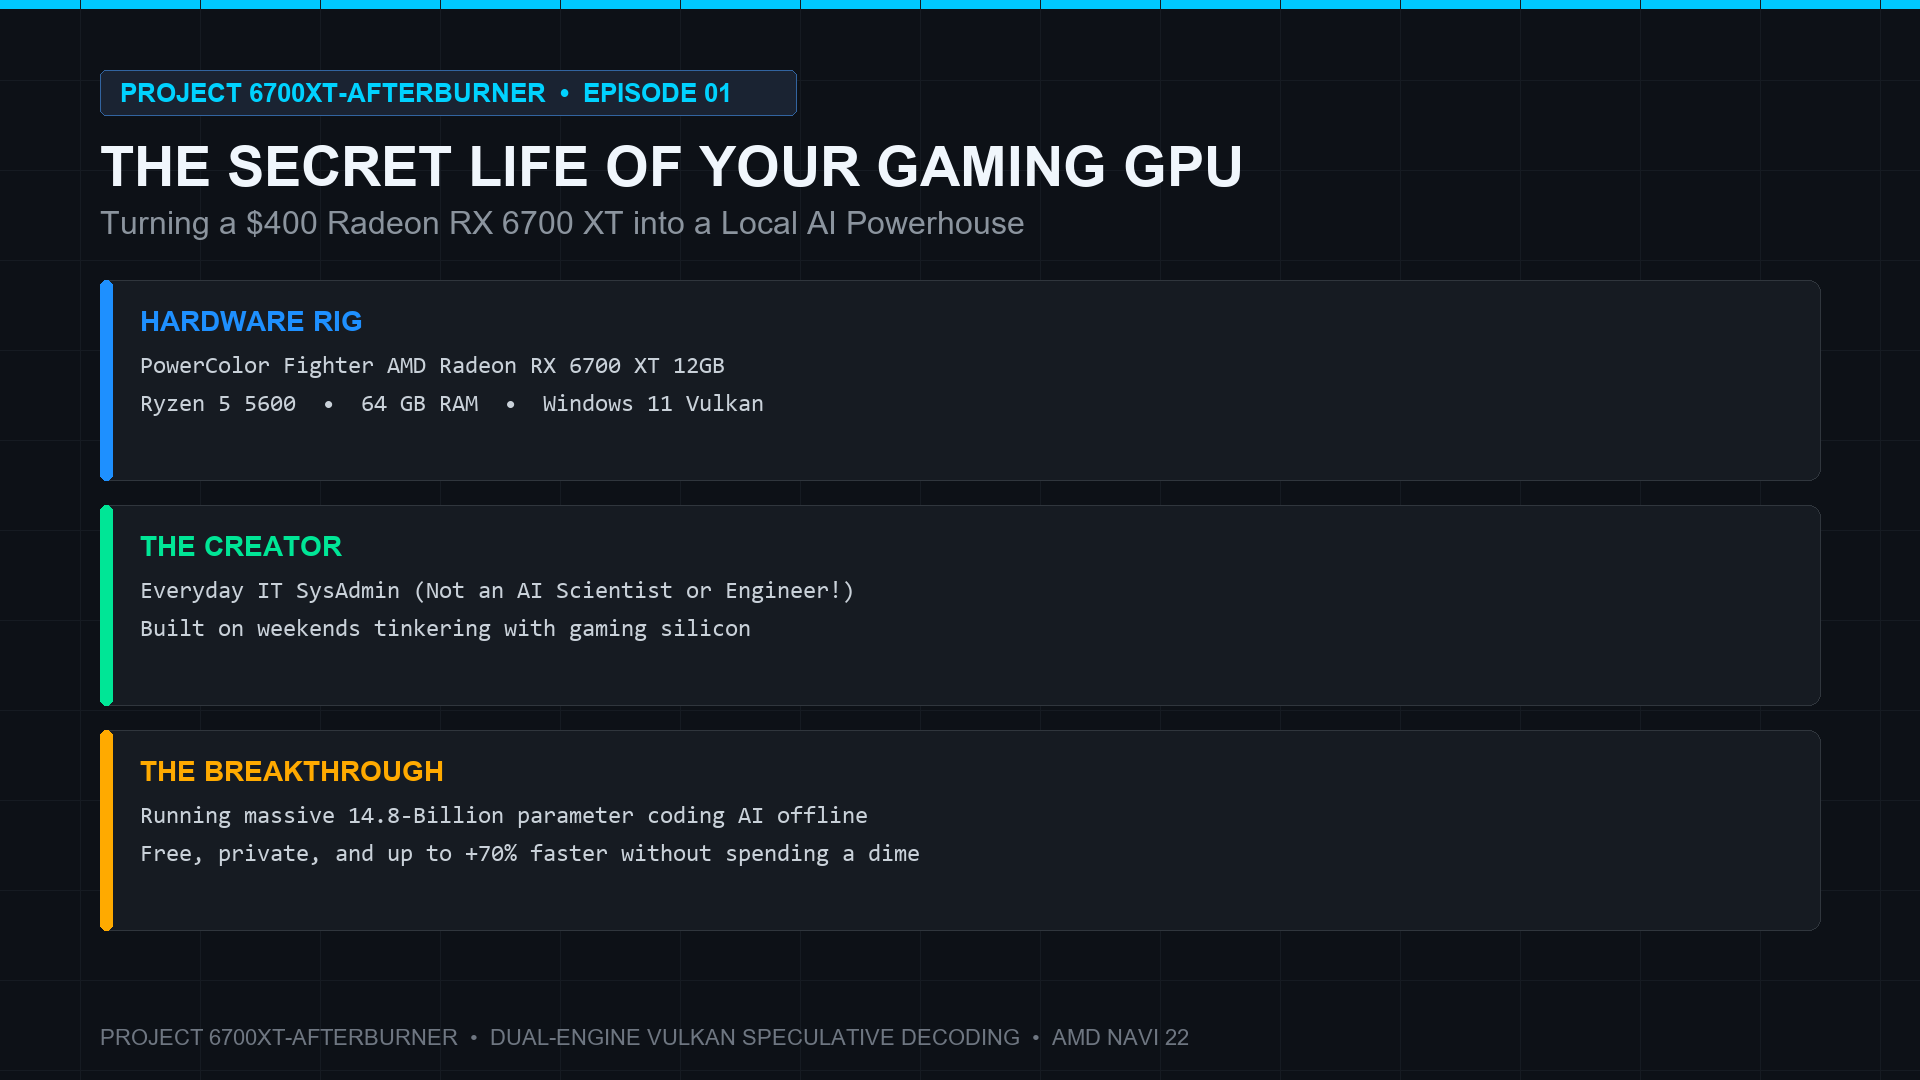 PROJECT 6700XT-AFTERBURNER • EPISODE 01
THE SECRET LIFE OF YOUR GAMING GPU
Turning a $400 Radeon RX 6700 XT into a Local AI Powerhouse
HARDWARE RIG
PowerColor Fighter AMD Radeon RX 6700 XT 12GB
Ryzen 5 5600 • 64 GB RAM • Windows 11 Vulkan
THE CREATOR
Everyday IT SysAdmin (Not an AI Scientist or Engineer!)
Built on weekends tinkering with gaming silicon
THE BREAKTHROUGH
Running massive 14.8-Billion parameter coding AI offline
Free, private, and up to +70% faster without spending a dime
PROJECT 6700XT-AFTERBURNER • DUAL-ENGINE VULKAN SPECULATIVE DECODING • AMD NAVI 22